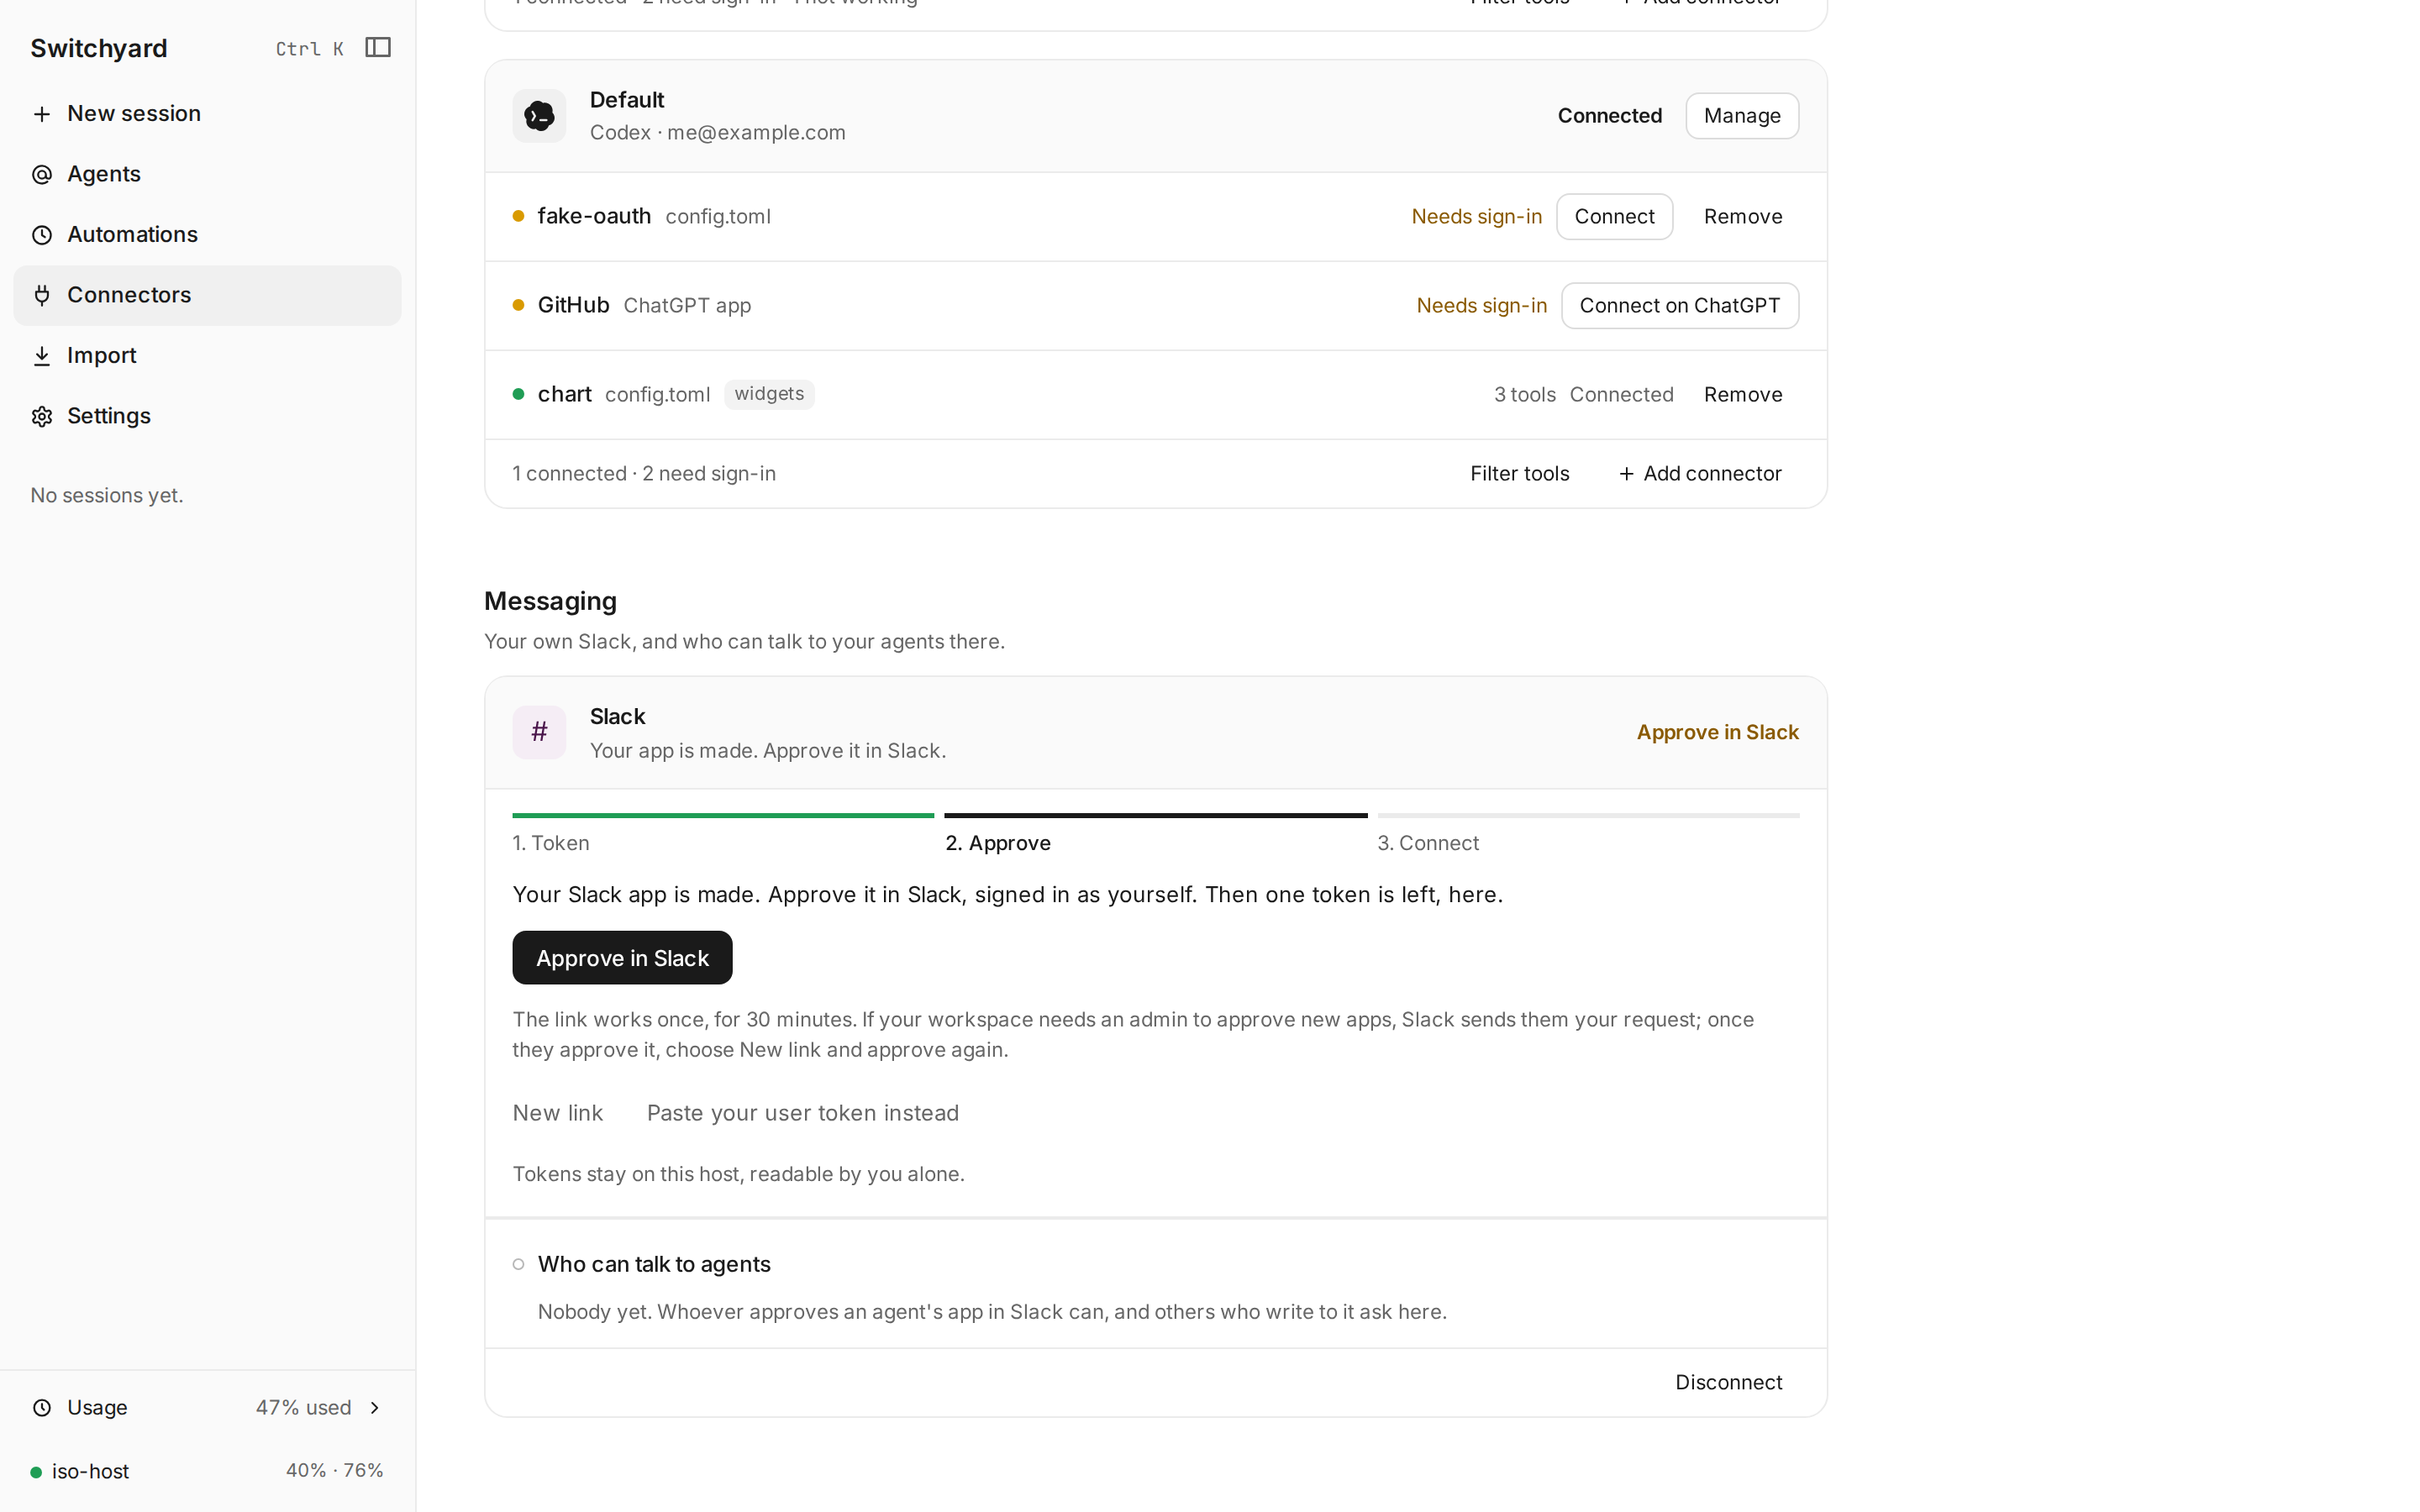 Switchyard
Ctrl K
New session
Agents
Automations
Connectors
Import
Settings
No sessions yet.
Usage
47% used
iso-host
40% · 76%
Default
Codex · me@example.com
Connected
Manage
fake-oauth config.toml
Needs sign-in
Connect
Remove
GitHub ChatGPT app
Needs sign-in
Connect on ChatGPT
chart config.toml widgets
3 tools Connected
Remove
1 connected · 2 need sign-in
Filter tools
+ Add connector
Messaging
Your own Slack, and who can talk to your agents there.
#
Slack
Your app is made. Approve it in Slack.
Approve in Slack
1. Token
2. Approve
3. Connect
Your Slack app is made. Approve it in Slack, signed in as yourself. Then one token is left, here.
Approve in Slack
The link works once, for 30 minutes. If your workspace needs an admin to approve new apps, Slack sends them your request; once
they approve it, choose New link and approve again.
New link
Paste your user token instead
Tokens stay on this host, readable by you alone.
Who can talk to agents
Nobody yet. Whoever approves an agent's app in Slack can, and others who write to it ask here.
Disconnect